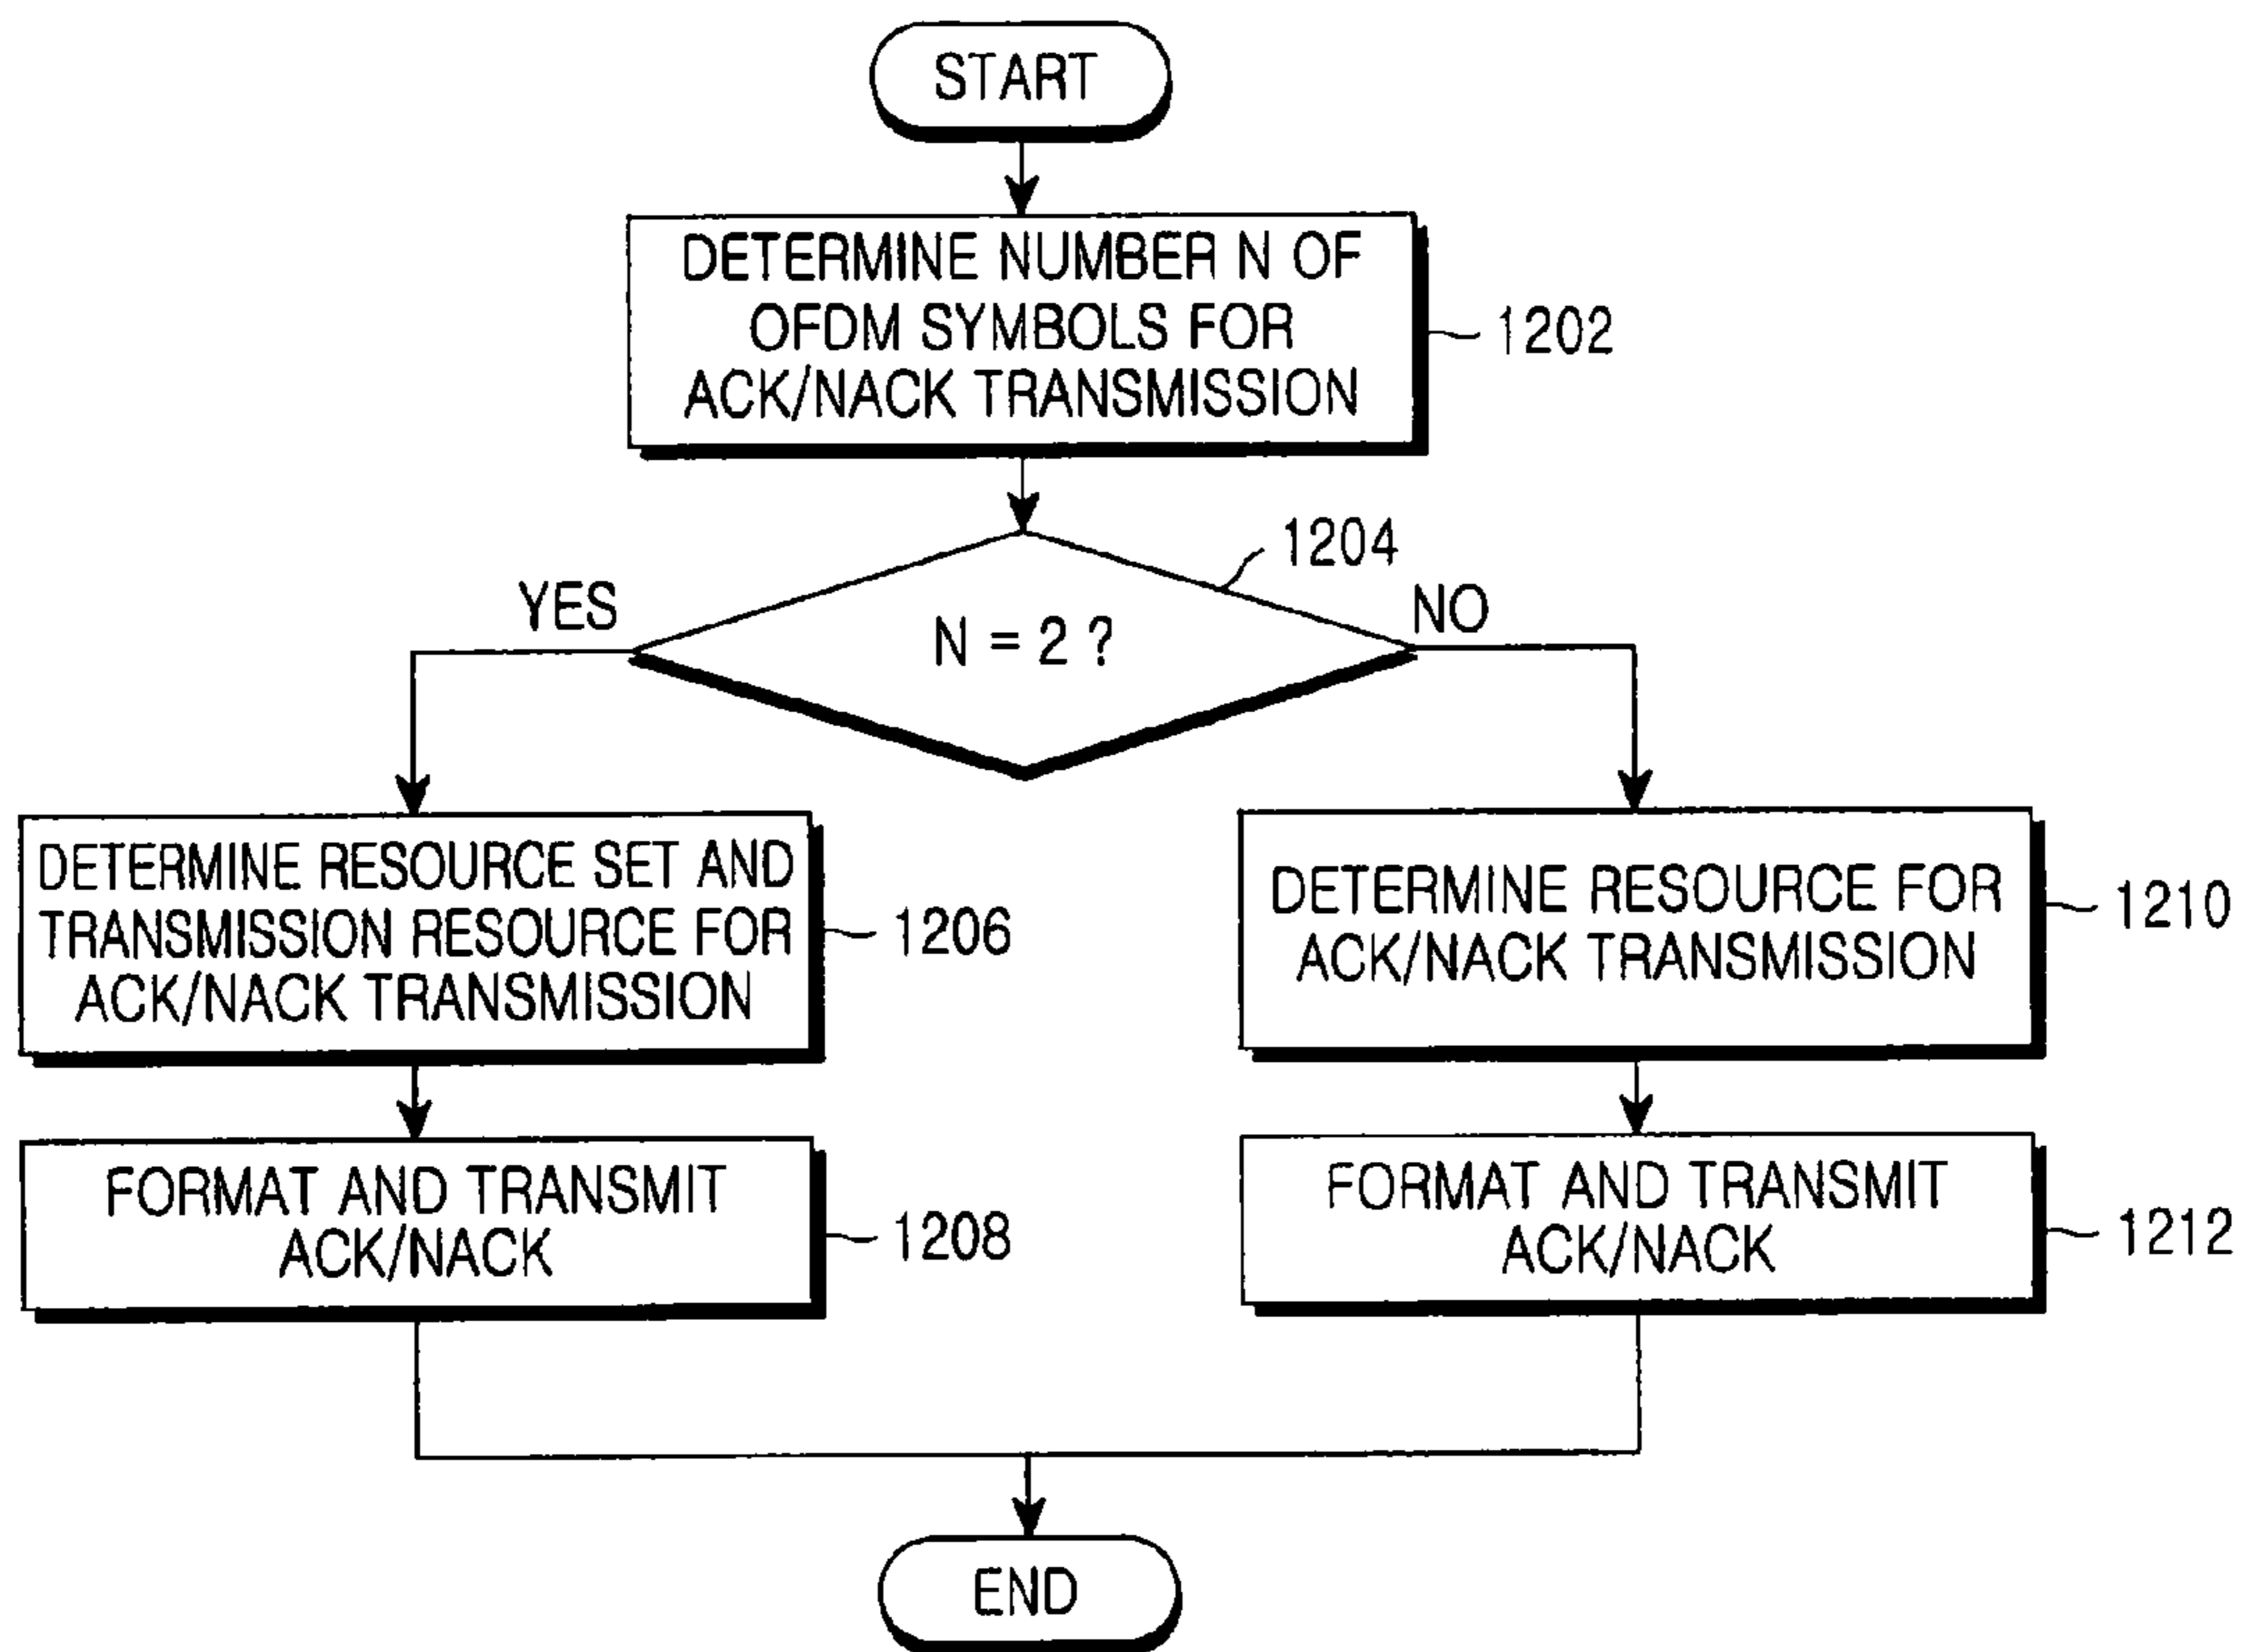 START
DETERMINE NUMBER N OF
OFDM SYMBOLS FOR
ACK/NACK TRANSMISSION
1202
1204
YES
N = 2 ?
NO
DETERMINE RESOURCE SET AND
TRANSMISSION RESOURCE FOR
ACK/NACK TRANSMISSION
1206
DETERMINE RESOURCE FOR
ACK/NACK TRANSMISSION
1210
FORMAT AND TRANSMIT
ACK/NACK
1208
FORMAT AND TRANSMIT
ACK/NACK
1212
END